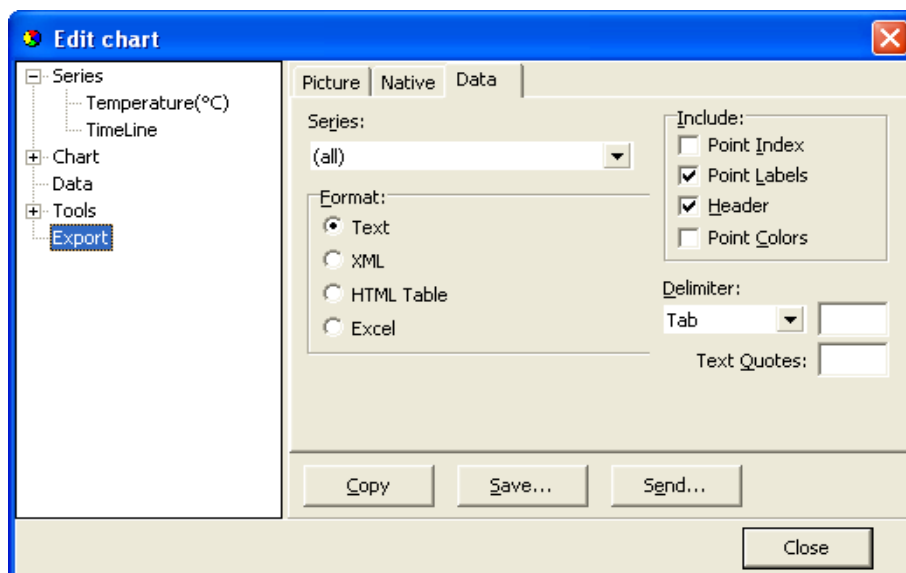 Edit chart
Series
Temperature(°C)
TimeLine
Chart
Data
Tools
Export
Picture
Native
Data
Series:
(all)
Format:
Text
XML
HTML Table
Excel
Include:
Point Index
Point Labels
Header
Point Colors
Delimiter:
Tab
Text Quotes:
Copy
Save...
Send...
Close